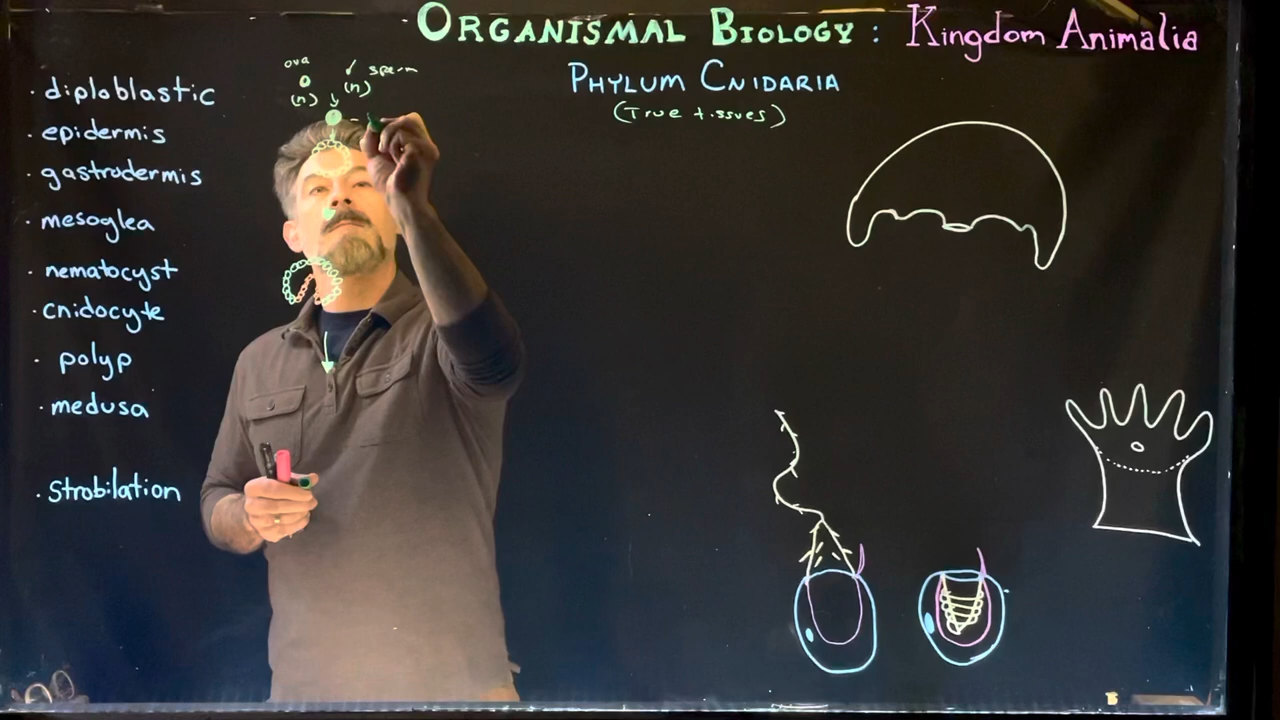 ORGANISMAL BIOLOGY: Kingdom Animalia
PHYLUM CNIDARIA
(True tissues)
· diploblastic
· epidermis
· gastrodermis
· mesoglea
· nematocyst
· cnidocyte
· polyp
· medusa
· Strobilation
ova
(n)
sperm
(n)